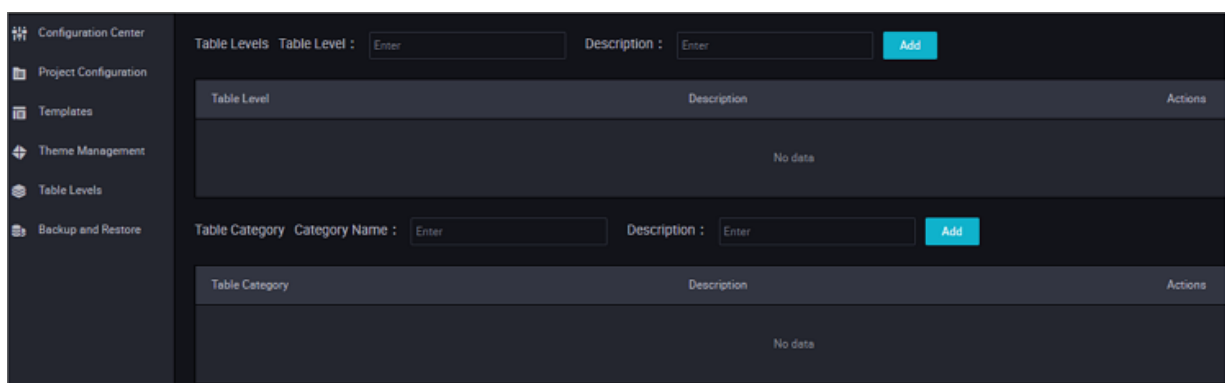 Configuration Center
Project Configuration
Templates
Theme Management
Table Levels
Backup and Restore
Table Levels Table Level : Enter Description : Enter Add
Table Level Description Actions
No data
Table Category Category Name : Enter Description : Enter Add
Table Category Description Actions
No data